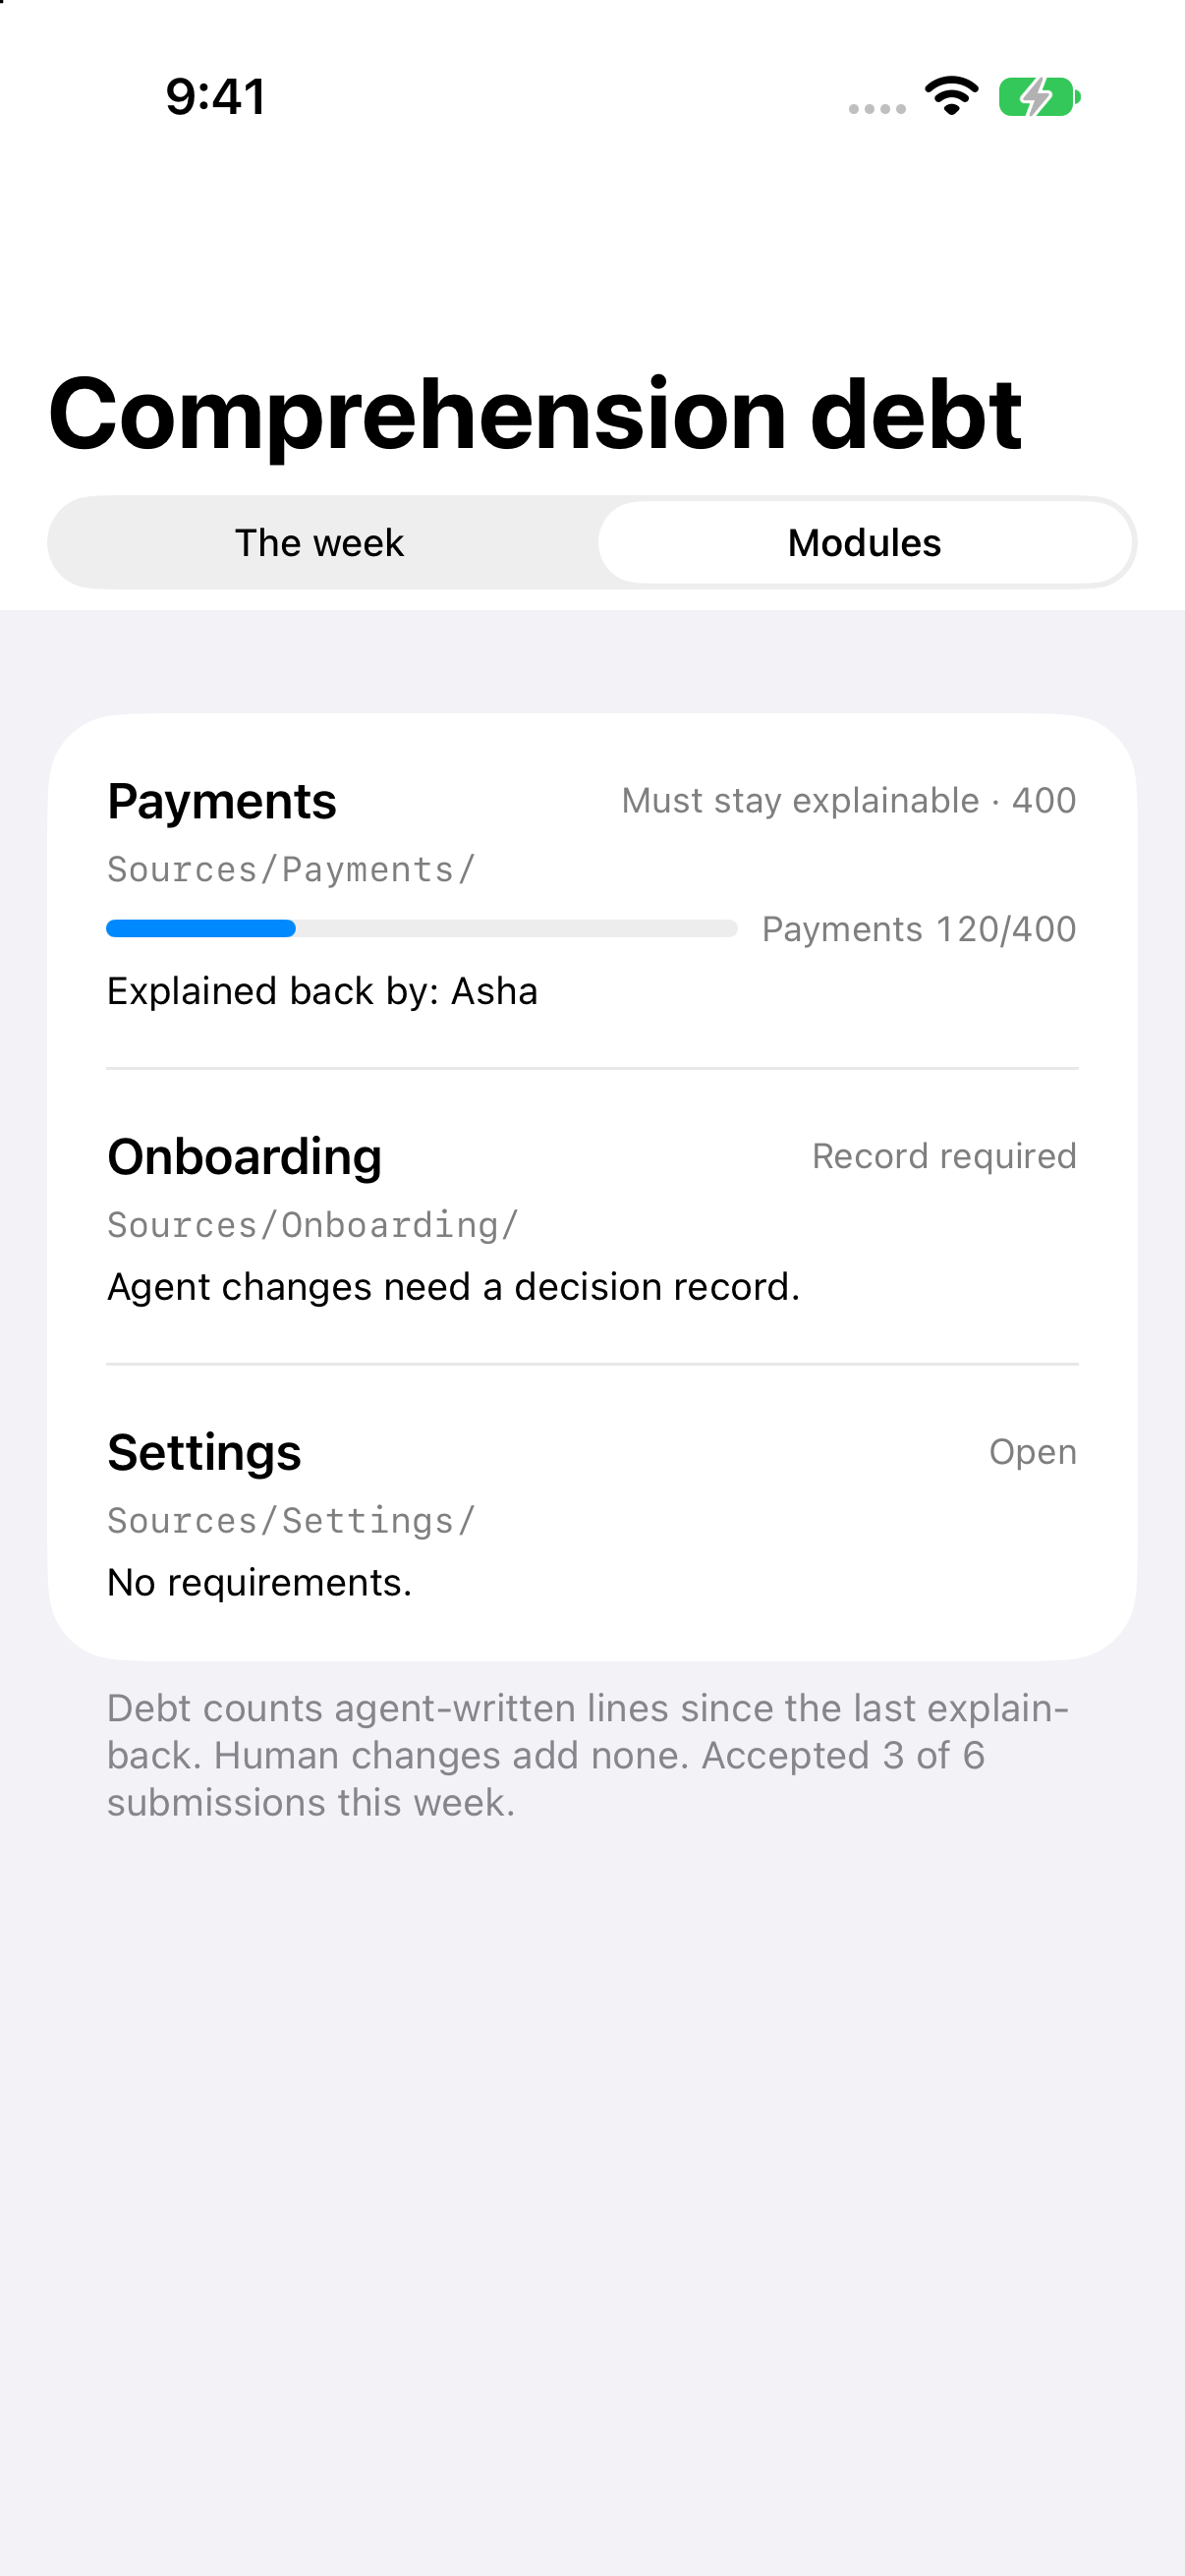 9:41
Comprehension debt
The week
Modules
Payments
Must stay explainable · 400
Sources/Payments/
Payments 120/400
Explained back by: Asha
Onboarding
Record required
Sources/Onboarding/
Agent changes need a decision record.
Settings
Open
Sources/Settings/
No requirements.
Debt counts agent-written lines since the last explain-
back. Human changes add none. Accepted 3 of 6
submissions this week.